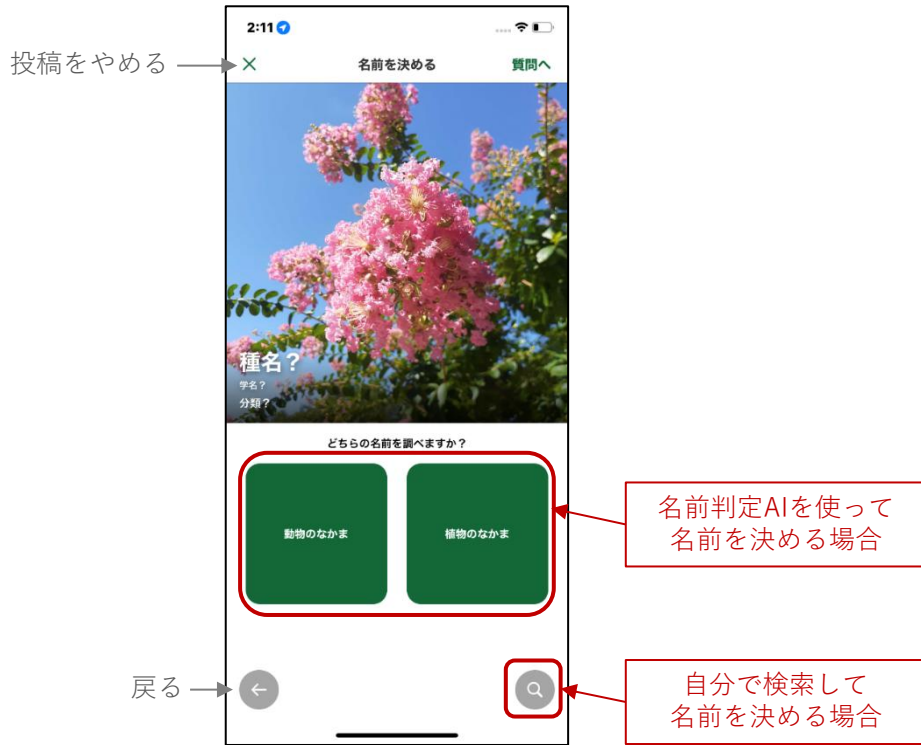 2:11
投稿をやめる
名前を決める
質問へ
種名？
学名？
分類？
どちらの名前を調べますか？
動物のなかま
植物のなかま
名前判定AIを使って
名前を決める場合
戻る
自分で検索して
名前を決める場合